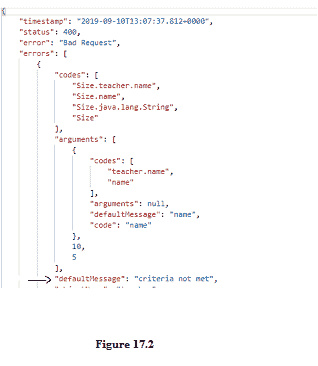 {
"timestamp": "2019-09-10T13:07:37.812+0000",
"status": 400,
"error": "Bad Request",
"errors": [
{
"codes": [
"Size.teacher.name",
"Size.name",
"Size.java.lang.String",
"Size"
],
"arguments": [
{
"codes": [
"teacher.name",
"name"
],
"arguments": null,
"defaultMessage": "name",
"code": "name"
},
10,
5
],
"defaultMessage": "criteria not met",
Figure 17.2